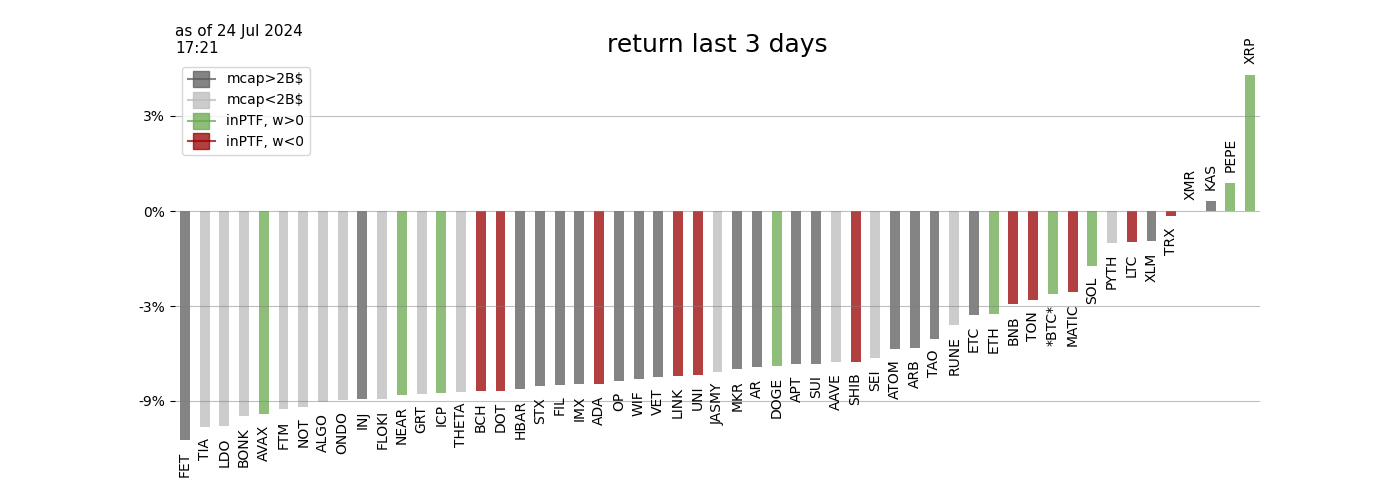 as of 24 Jul 2024
17:21
return last 3 days
mcap>2B$
mcap<2B$
inPTF, w>0
inPTF, w<0
3%
0%
-3%
-9%
FET
TIA
LDO
BONK
AVAX
FTM
NOT
ALGO
ONDO
INJ
FLOKI
NEAR
GRT
ICP
THETA
BCH
DOT
HBAR
STX
FIL
IMX
ADA
OP
WIF
VET
LINK
UNI
JASMY
MKR
AR
DOGE
APT
SUI
AAVE
SHIB
SEI
ATOM
ARB
TAO
RUNE
ETC
ETH
BNB
TON
*BTC*
MATIC
SOL
PYTH
LTC
XLM
TRX
XMR
KAS
PEPE
XRP